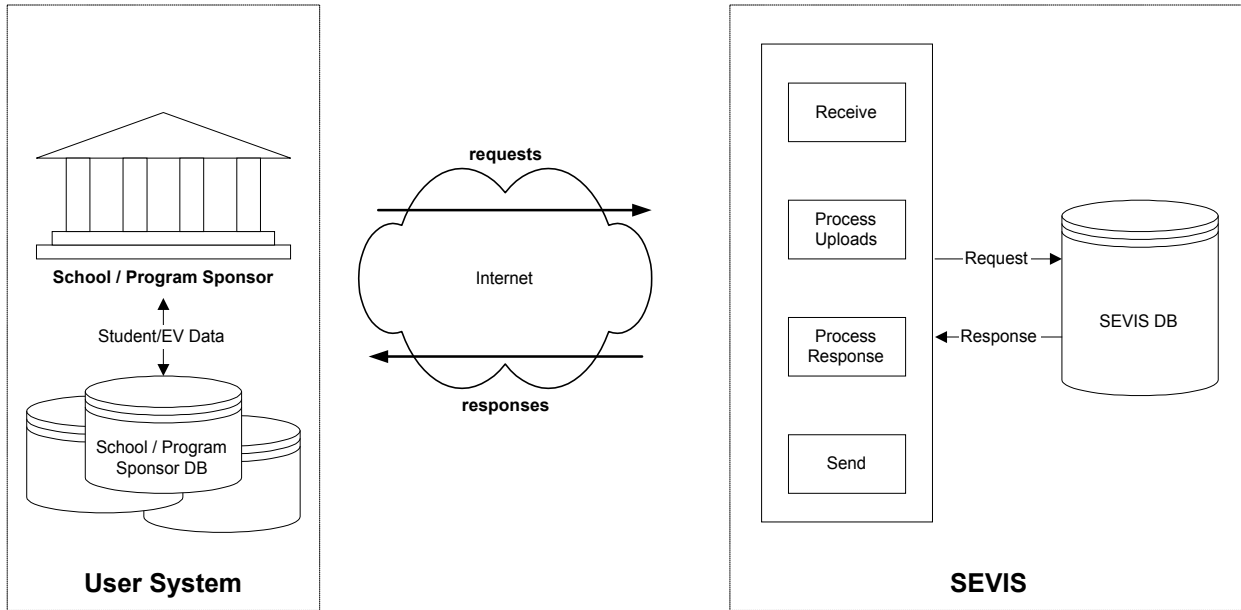 School / Program Sponsor
Student/EV Data
School / Program
Sponsor DB
User System
requests
Internet
responses
Receive
Process
Uploads
Process
Response
Send
Request
Response
SEVIS DB
SEVIS